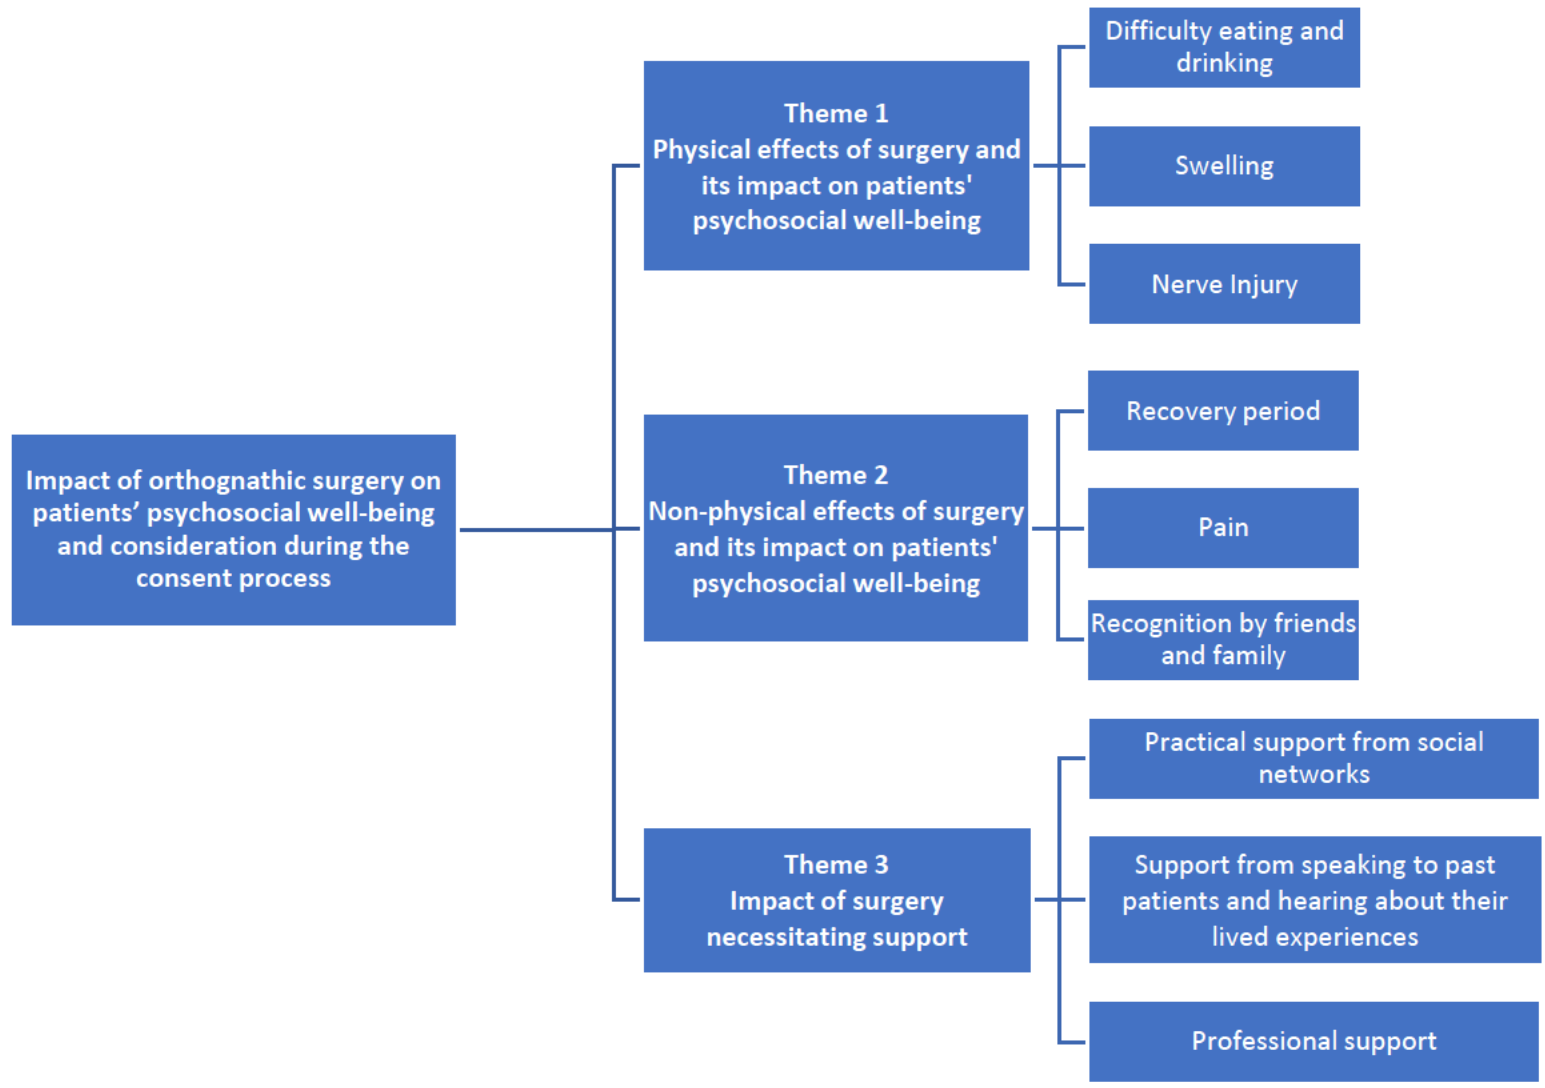 Impact of orthognathic surgery on
patients’ psychosocial well-being
and consideration during the
consent process
Theme 1
Physical effects of surgery and
its impact on patients'
psychosocial well-being
Difficulty eating and
drinking
Swelling
Nerve Injury
Theme 2
Non-physical effects of surgery
and its impact on patients'
psychosocial well-being
Recovery period
Pain
Recognition by friends
and family
Theme 3
Impact of surgery
necessitating support
Practical support from social
networks
Support from speaking to past
patients and hearing about their
lived experiences
Professional support